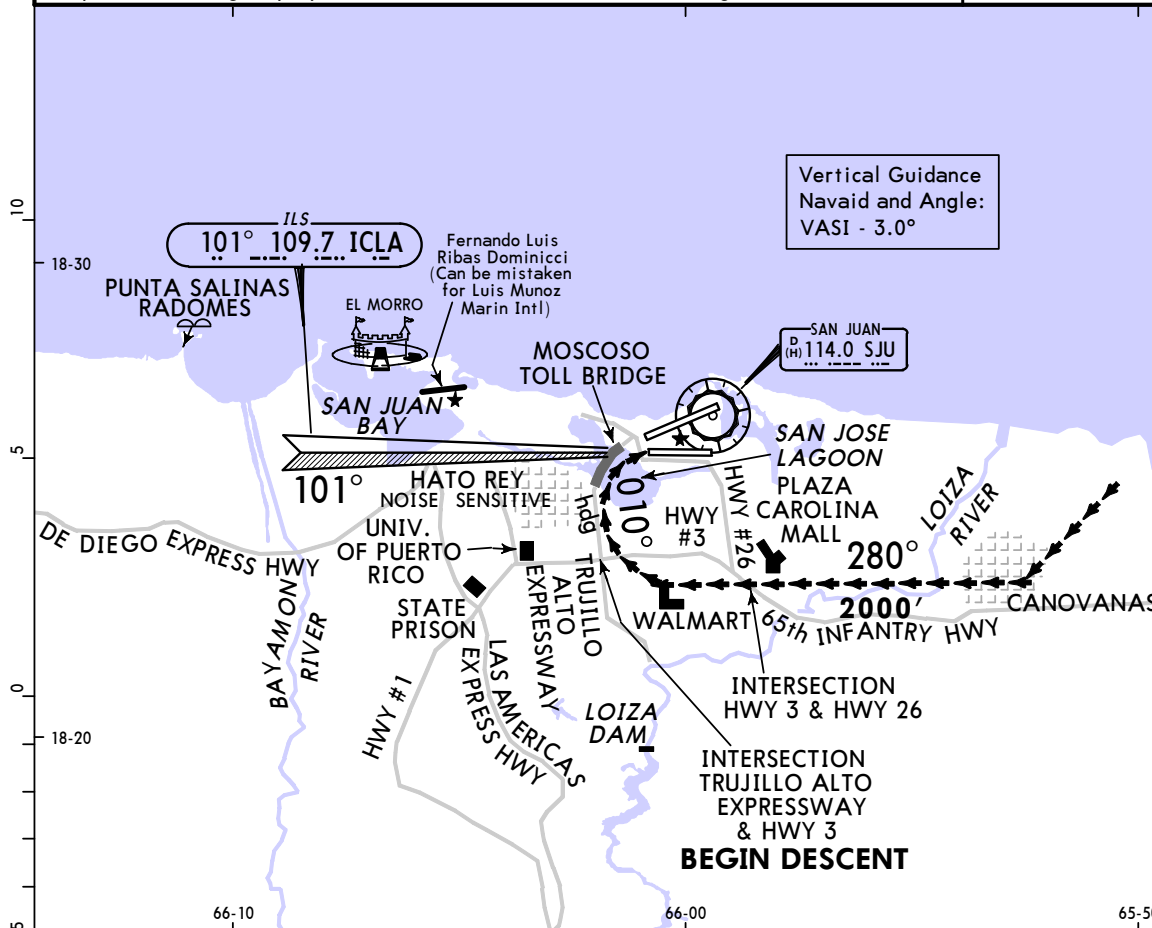 Vertical Guidance
Navaid and Angle:
VASI - 3.0°
10
18-30
ILS
101° 109.7 ICLA
PUNTA SALINAS
RADOMES
EL MORRO
Fernando Luis
Ribas Dominicci
(Can be mistaken
for Luis Munoz
Marin Intl)
MOSCOSO
TOLL BRIDGE
SAN JUAN
D
(H) 114.0 SJU
SAN JUAN
BAY
SAN JOSE
LAGOON
5
101°
HATO REY
NOISE SENSITIVE
hdg 010°
HWY
#3
HWY #26
PLAZA
CAROLINA
MALL
LOIZA
RIVER
UNIV.
OF PUERTO
RICO
DE DIEGO EXPRESS HWY
280°
2000'
CANOVANAS
STATE
PRISON
TRUJILLO
ALTO
EXPRESSWAY
WALMART
65th INFANTRY HWY
BAYAMON
RIVER
HWY #1
LAS AMERICAS
EXPRESS HWY
INTERSECTION
HWY 3 & HWY 26
LOIZA
DAM
0
18-20
INTERSECTION
TRUJILLO ALTO
EXPRESSWAY
& HWY 3
BEGIN DESCENT
5
66-10
66-00
65-50